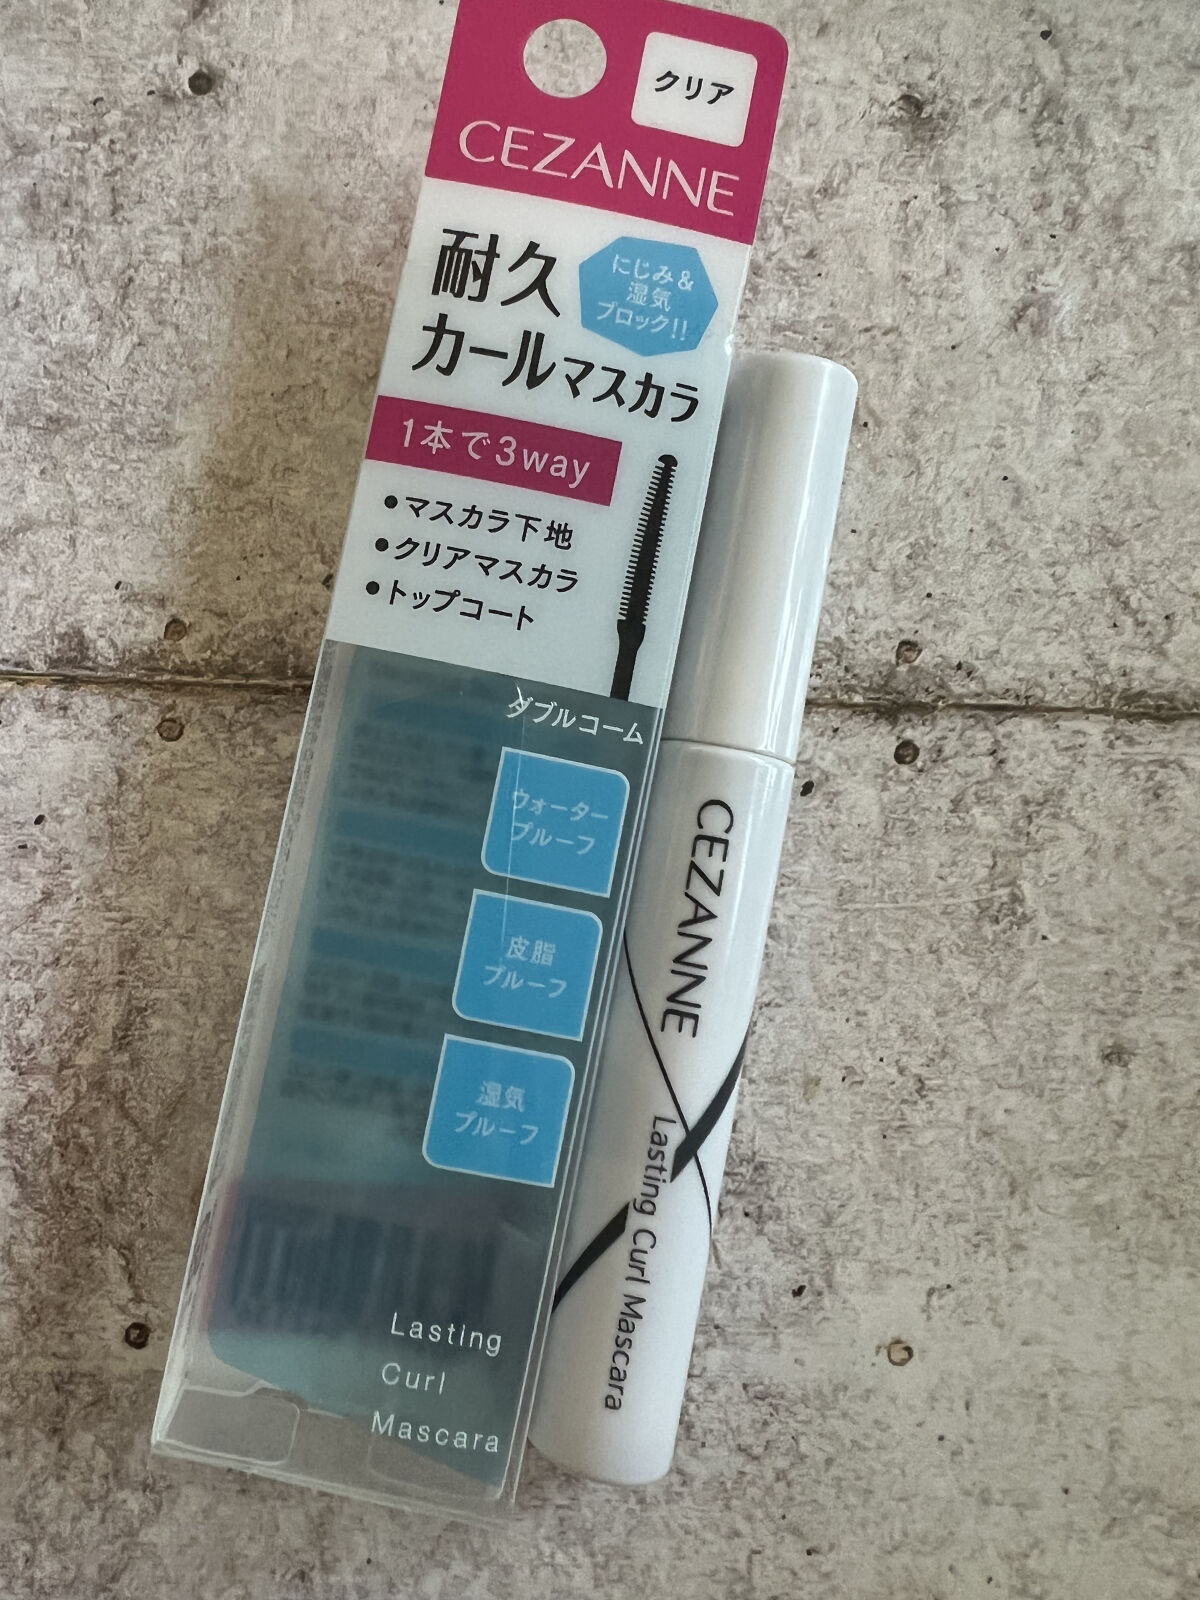 クリア
CEZANNE
耐久
カールマスカラ
にじみ&
湿気
ブロック!!
1本で3way
●マスカラ下地
●クリアマスカラ
●トップコート
ダブルコーム
ウォーター
プルーフ
皮脂
プルーフ
湿気
プルーフ
Lasting
Curl
Mascara
CEZANNE
Lasting Curl Mascara